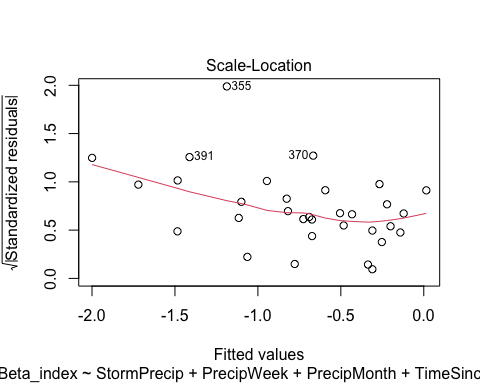 Scale-Location
√|Standardized residuals|
2.0
1.5
1.0
0.5
0.0
355
391
370
-2.0 -1.5 -1.0 -0.5 0.0
Fitted values
Beta_index ~ StormPrecip + PrecipWeek + PrecipMonth + TimeSinc